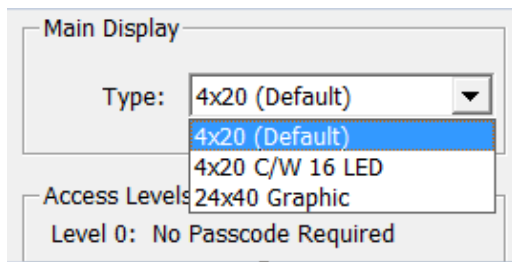 Main Display
Type: 4x20 (Default)
4x20 (Default)
4x20 C/W 16 LED
24x40 Graphic
Access Levels
Level 0: No Passcode Required